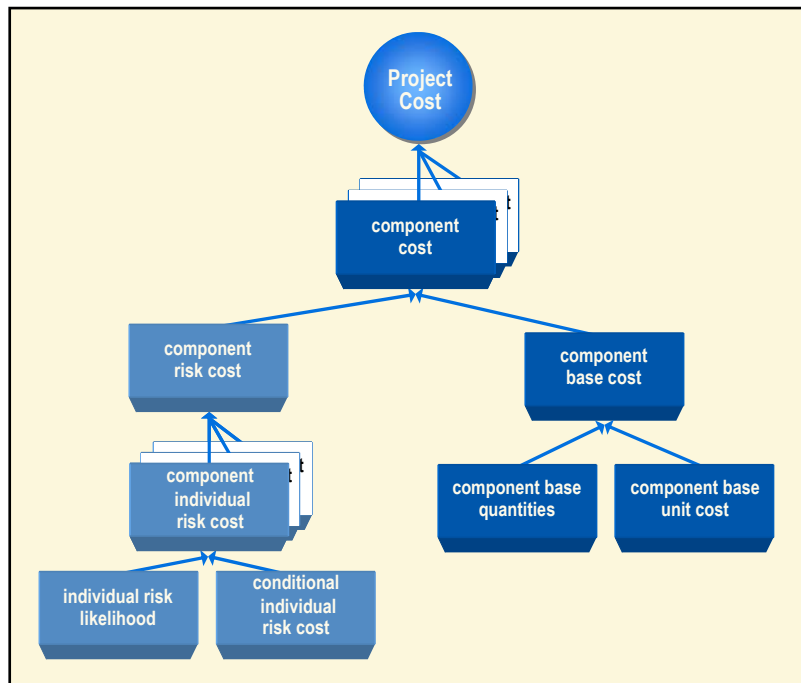 Project
Cost
component
cost
component
risk cost
component
base cost
component
individual
risk cost
component base
quantities
component base
unit cost
individual risk
likelihood
conditional
individual
risk cost